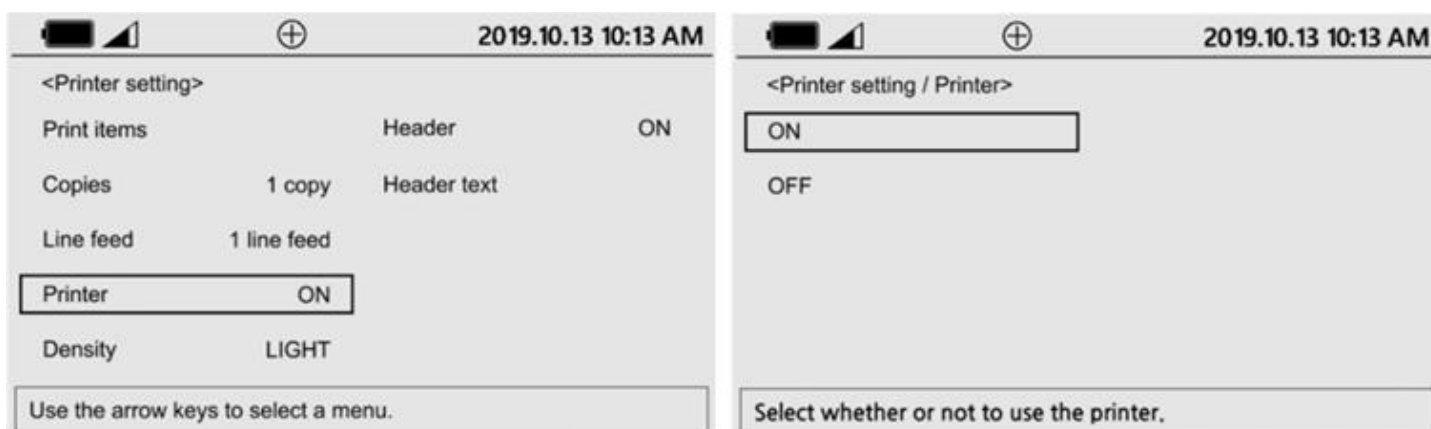 2019.10.13 10:13 AM
<Printer setting>
Print items
Header ON
Copies 1 copy
Header text
Line feed 1 line feed
Printer ON
Density LIGHT
Use the arrow keys to select a menu.
2019.10.13 10:13 AM
<Printer setting / Printer>
ON
OFF
Select whether or not to use the printer.